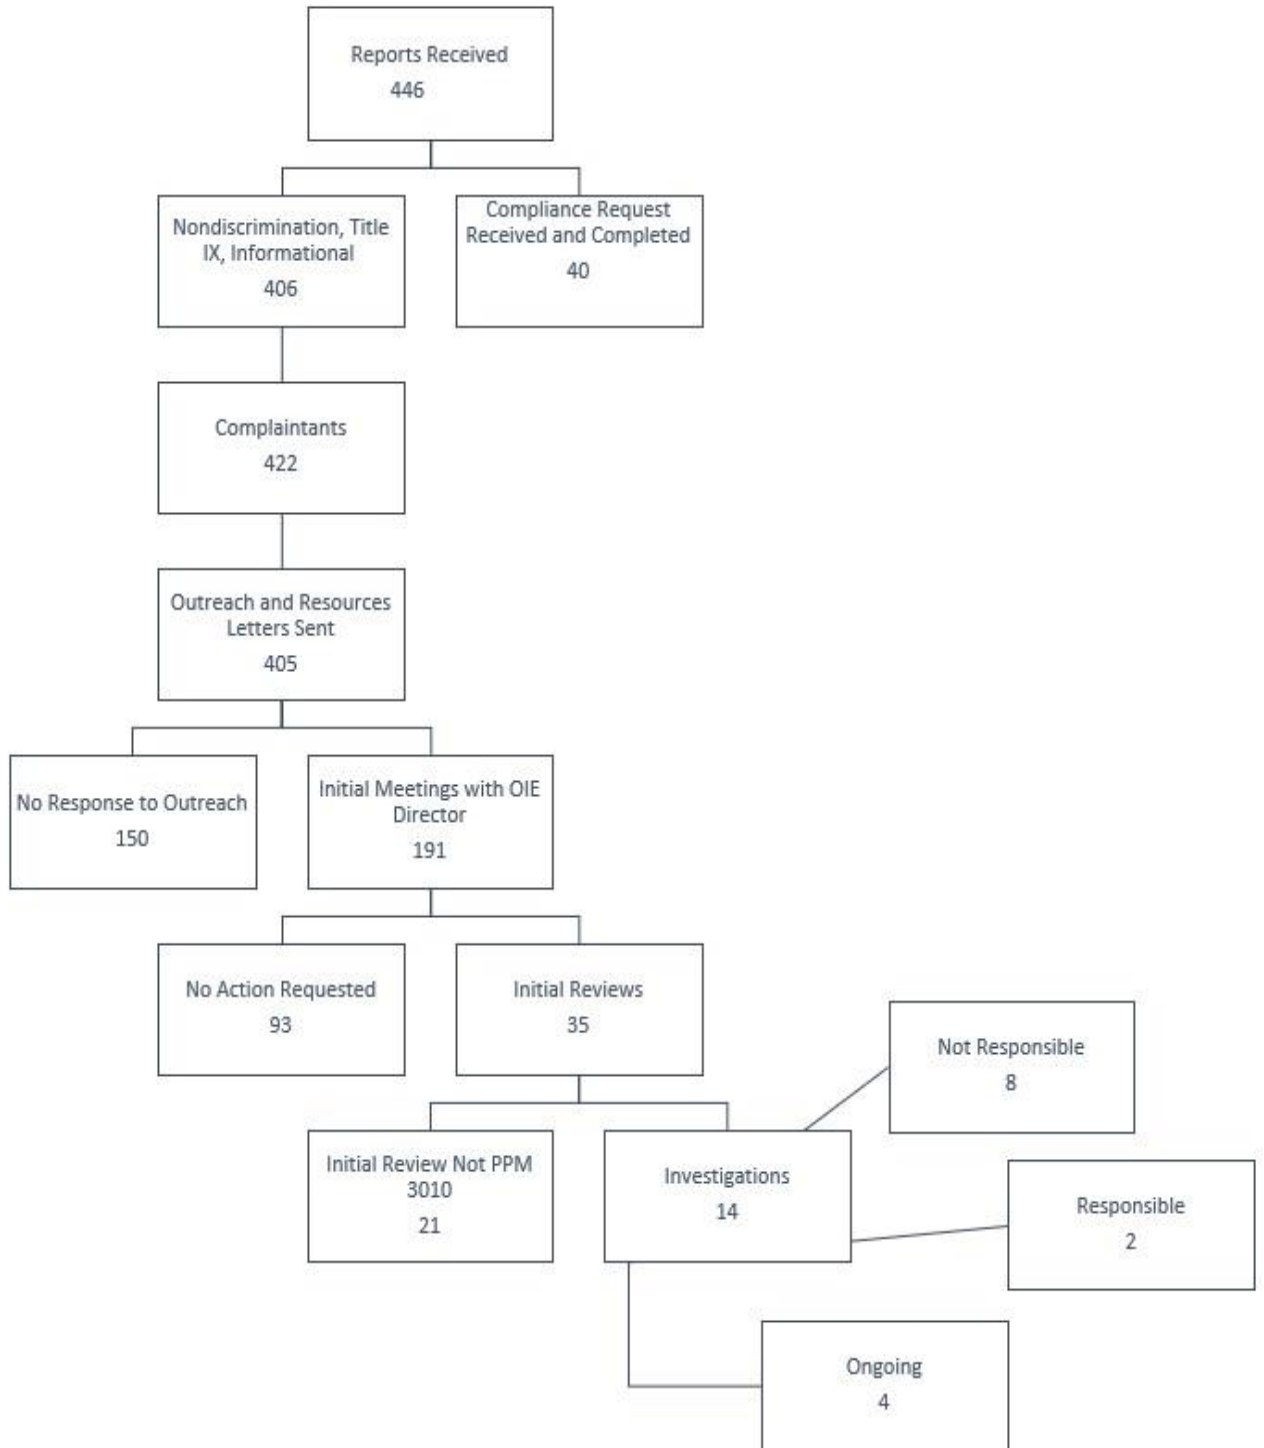 Reports Received
446
Nondiscrimination, Title
IX, Informational
406
Compliance Request
Received and Completed
40
Complaintants
422
Outreach and Resources
Letters Sent
405
No Response to Outreach
150
Initial Meetings with OIE
Director
191
No Action Requested
93
Initial Reviews
35
Not Responsible
8
Initial Review Not PPM
3010
21
Investigations
14
Responsible
2
Ongoing
4